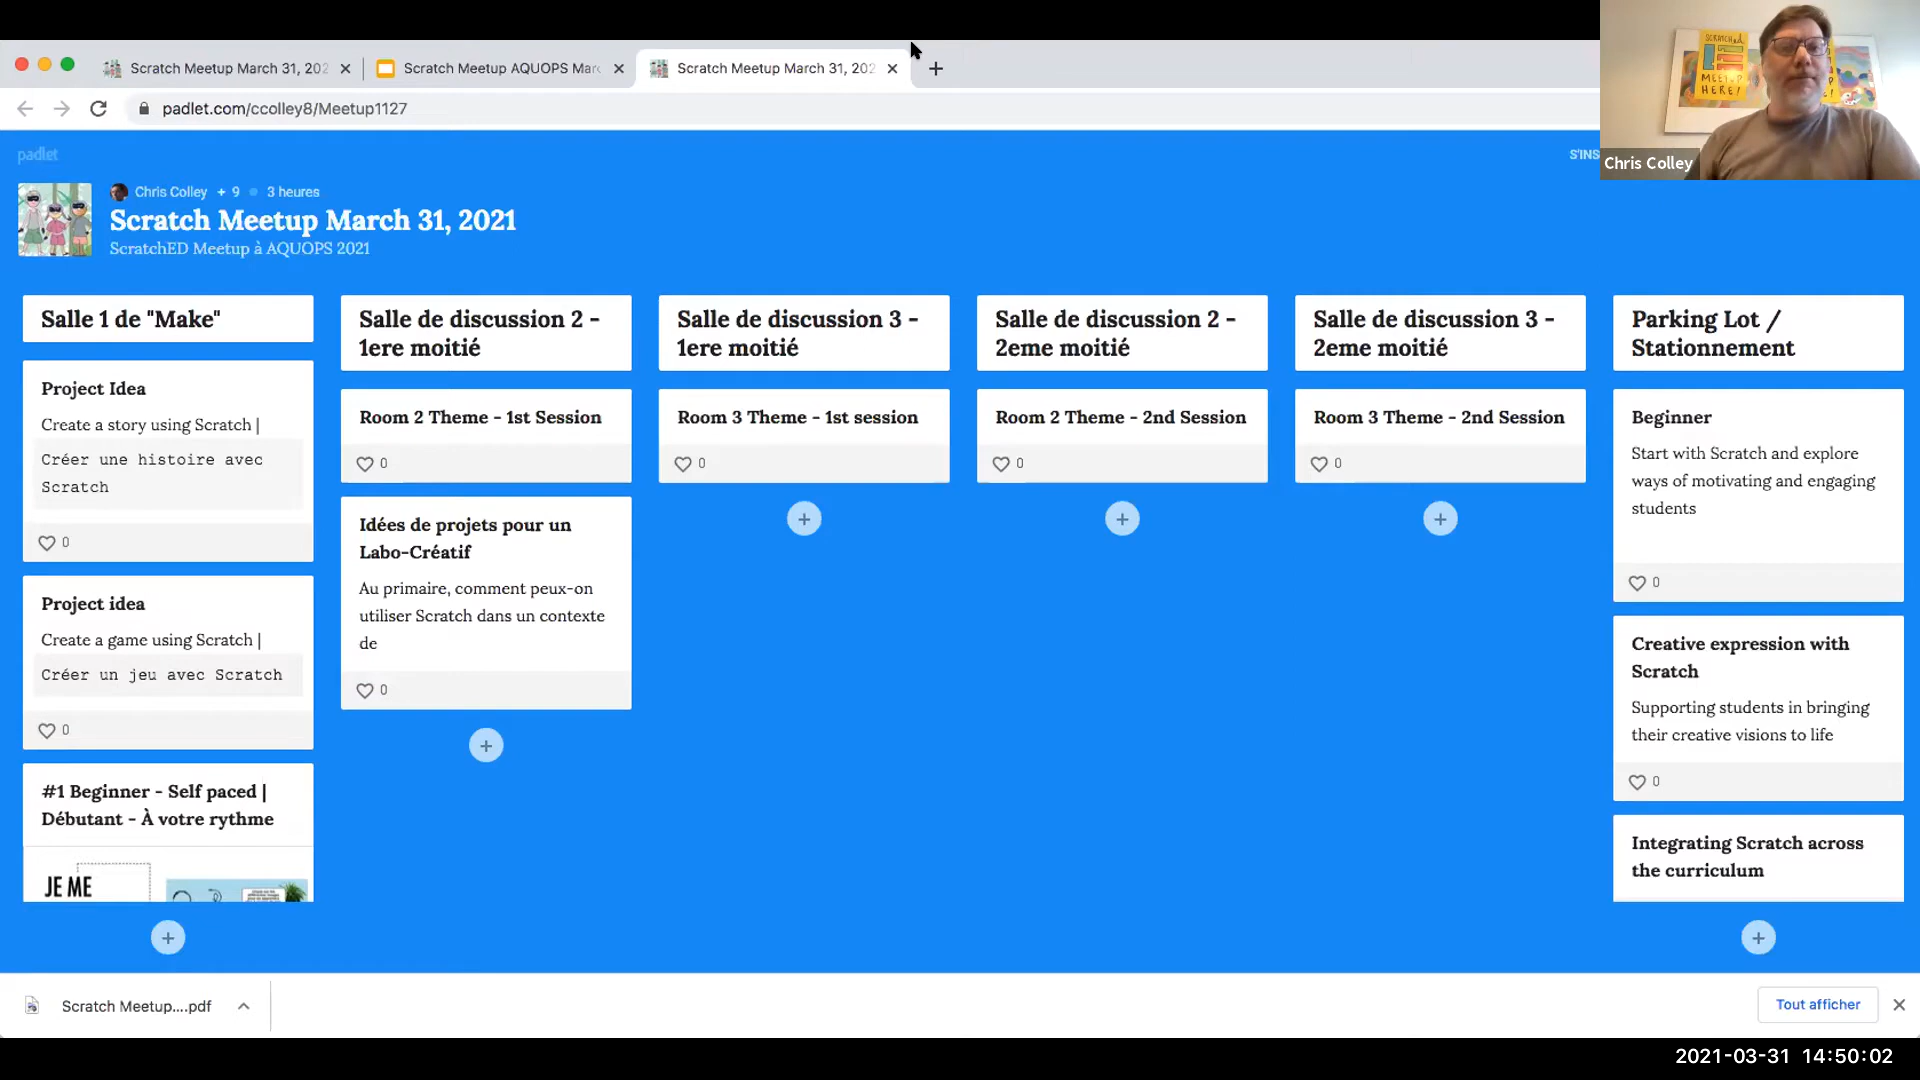 Scratch Meetup March 31, 202
Scratch Meetup AQUOPS Marc
Scratch Meetup March 31, 202
padlet.com/ccolley8/Meetup1127
SCRATCH
MEETUP
HERE!
Chris Colley
padlet
S'INS
Chris Colley + 9 3 heures
Scratch Meetup March 31, 2021
ScratchED Meetup à AQUOPS 2021
Salle 1 de "Make"
Project Idea
Create a story using Scratch |
Créer une histoire avec
Scratch
0
Project idea
Create a game using Scratch |
Créer un jeu avec Scratch
0
#1 Beginner - Self paced |
Débutant - À votre rythme
JE ME
Salle de discussion 2 -
1ere moitié
Room 2 Theme - 1st Session
0
Idées de projets pour un
Labo-Créatif
Au primaire, comment peux-on
utiliser Scratch dans un contexte
de
0
Salle de discussion 3 -
1ere moitié
Room 3 Theme - 1st session
0
Salle de discussion 2 -
2eme moitié
Room 2 Theme - 2nd Session
0
Salle de discussion 3 -
2eme moitié
Room 3 Theme - 2nd Session
0
Parking Lot /
Stationnement
Beginner
Start with Scratch and explore
ways of motivating and engaging
students
0
Creative expression with
Scratch
Supporting students in bringing
their creative visions to life
0
Integrating Scratch across
the curriculum
Scratch Meetup....pdf
Tout afficher
2021-03-31 14:50:02